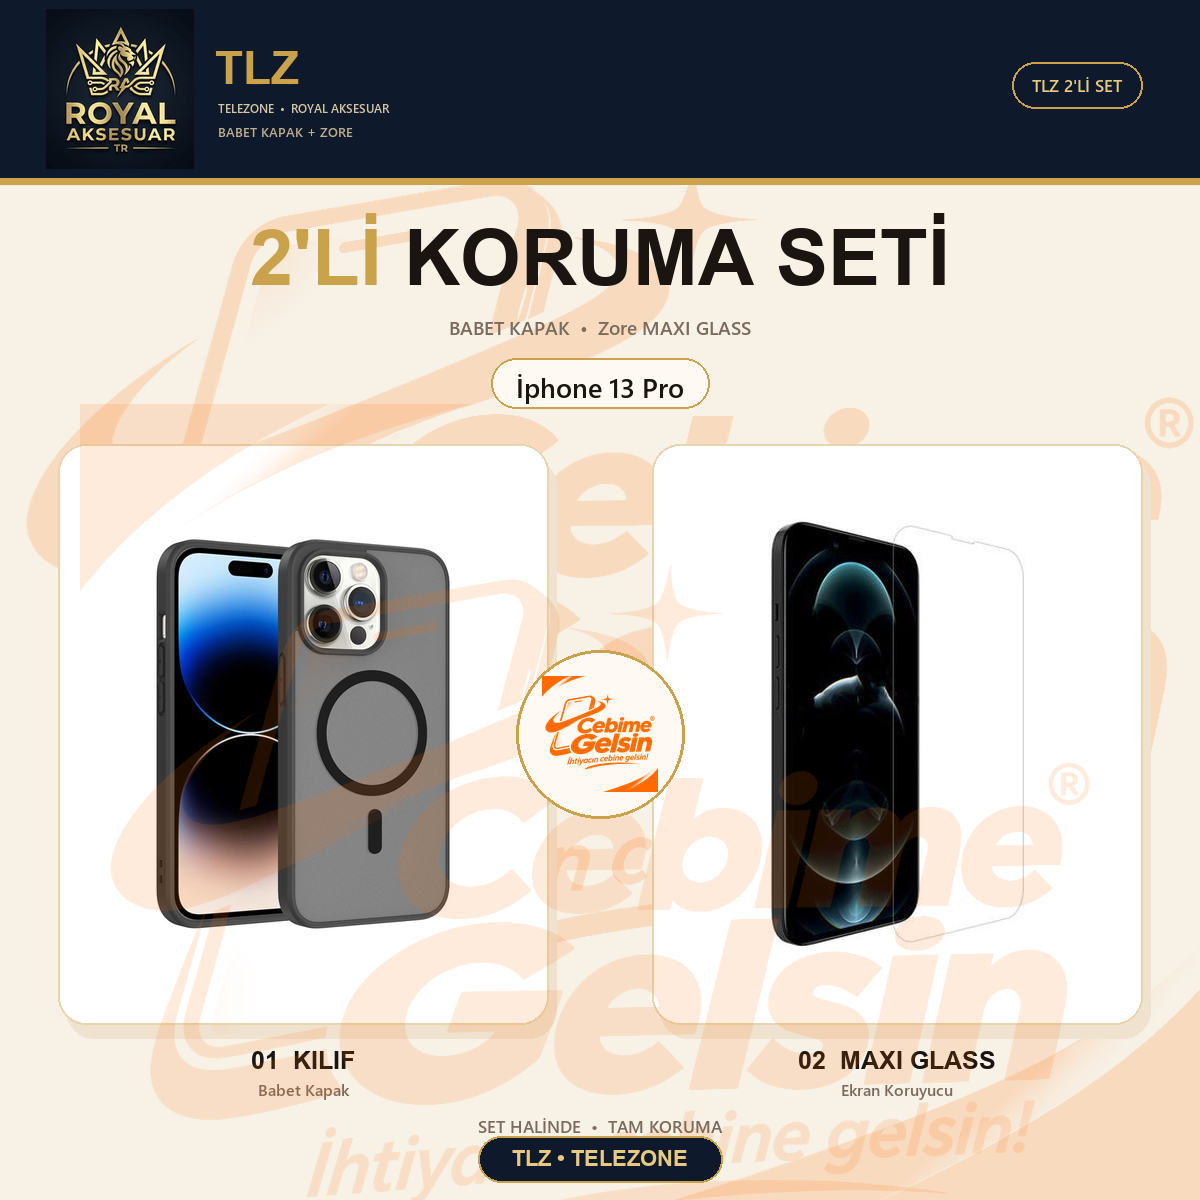 ROYAL
AKSESUAR
TR
TLZ
TELEZONE • ROYAL AKSESUAR
BABET KAPAK + ZORE
TLZ 2'Lİ SET
2'Lİ KORUMA SETİ
BABET KAPAK • Zore MAXI GLASS
İphone 13 Pro
Cebime
Gelsin
İhtiyacın cebine gelsin!
Cebime®
Gelsin
01 KILIF
Babet Kapak
02 MAXI GLASS
Ekran Koruyucu
SET HALİNDE • TAM KORUMA
TLZ • TELEZONE